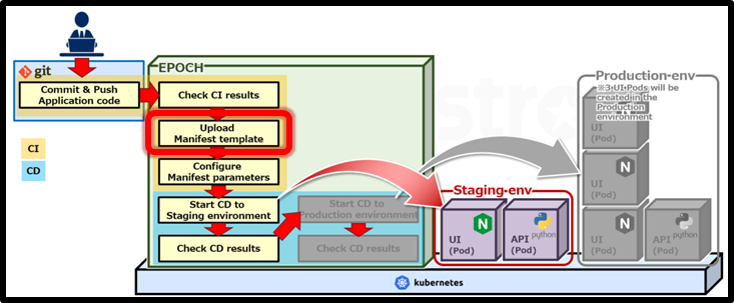 git
Commit & Push
Application code
EPOCH
Check CI results
Upload
Manifest template
Configure
Manifest parameters
Start CD to
Staging environment
Check CD results
Start CD to
Production environment
Check CD results
CI
CD
Staging-env
UI
(Pod)
N
API
(Pod)
python
Production-env
※3 UI Pods will be
created in the
Production
environment
UI
(Pod)
N
UI
(Pod)
N
UI
(Pod)
N
API
(Pod)
python
kubernetes